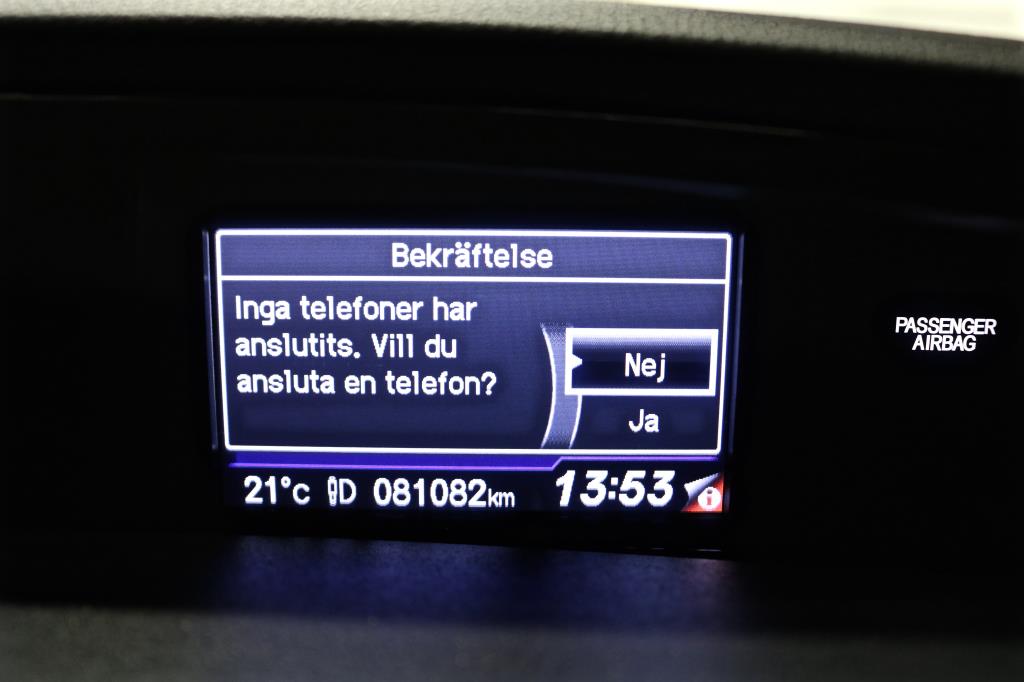 Bekräftelse
Inga telefoner har
anslutits. Vill du
ansluta en telefon?
Nej
Ja
21°c D 081082km 13:53
i
PASSENGER
AIRBAG